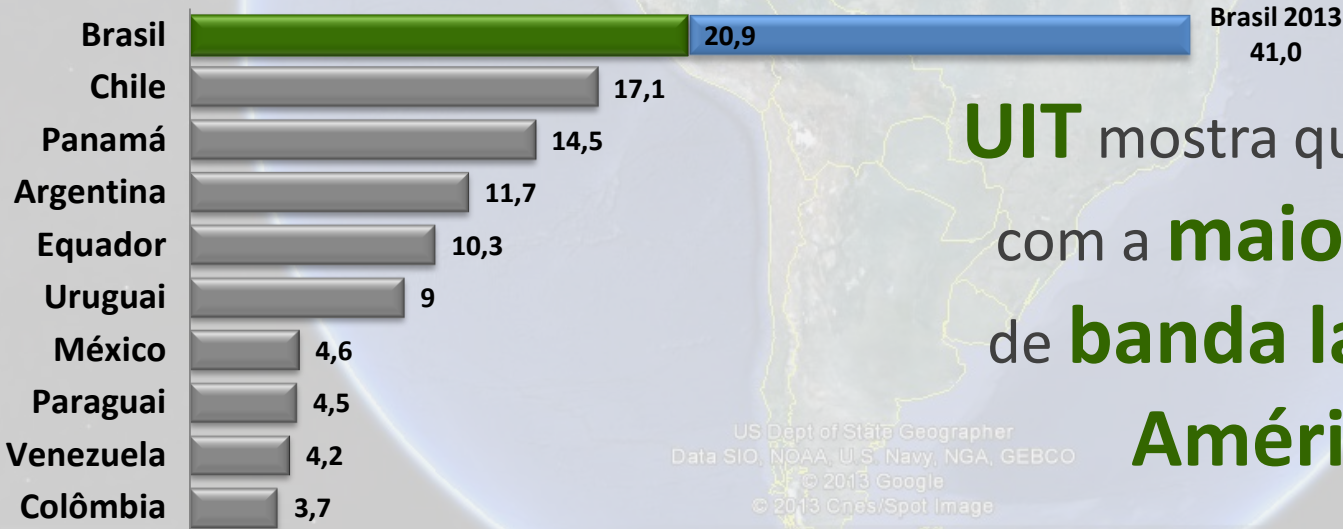 Brasil 20,9 Brasil 2013
41,0
Chile 17,1
Panamá 14,5
Argentina 11,7
Equador 10,3
Uruguai 9
México 4,6
Paraguai 4,5
Venezuela 4,2
Colômbia 3,7
UIT mostra qu
com a maio
de banda la
Améri
US Dept of State Geographer
Data SIO, NOAA, U.S. Navy, NGA, GEBCO
© 2013 Google
© 2013 Cnes/Spot Image